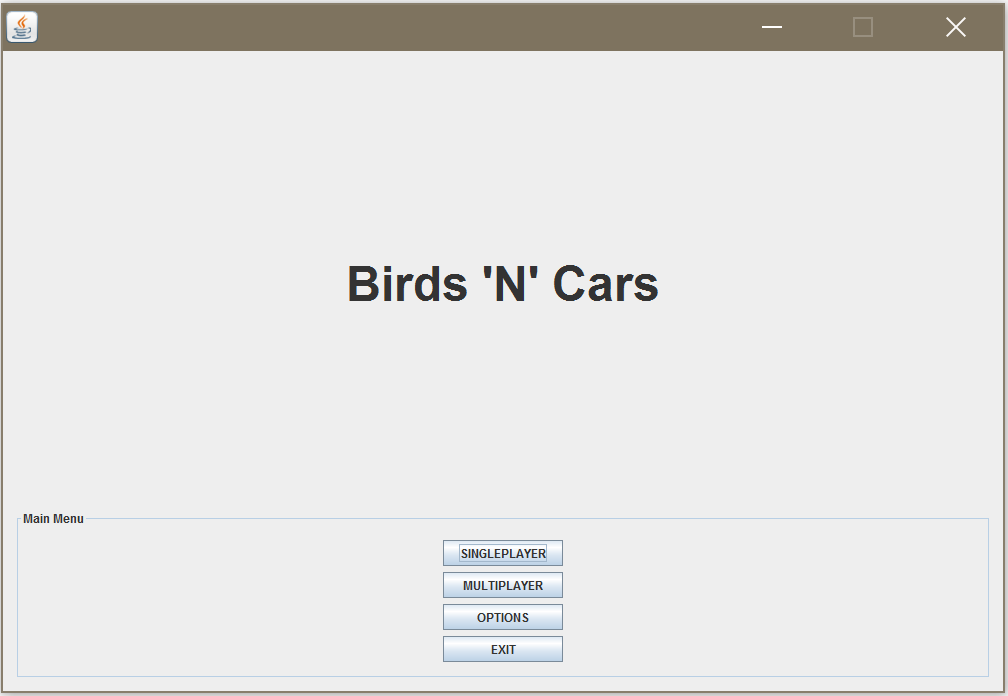 Birds 'N' Cars
Main Menu
SINGLEPLAYER
MULTIPLAYER
OPTIONS
EXIT